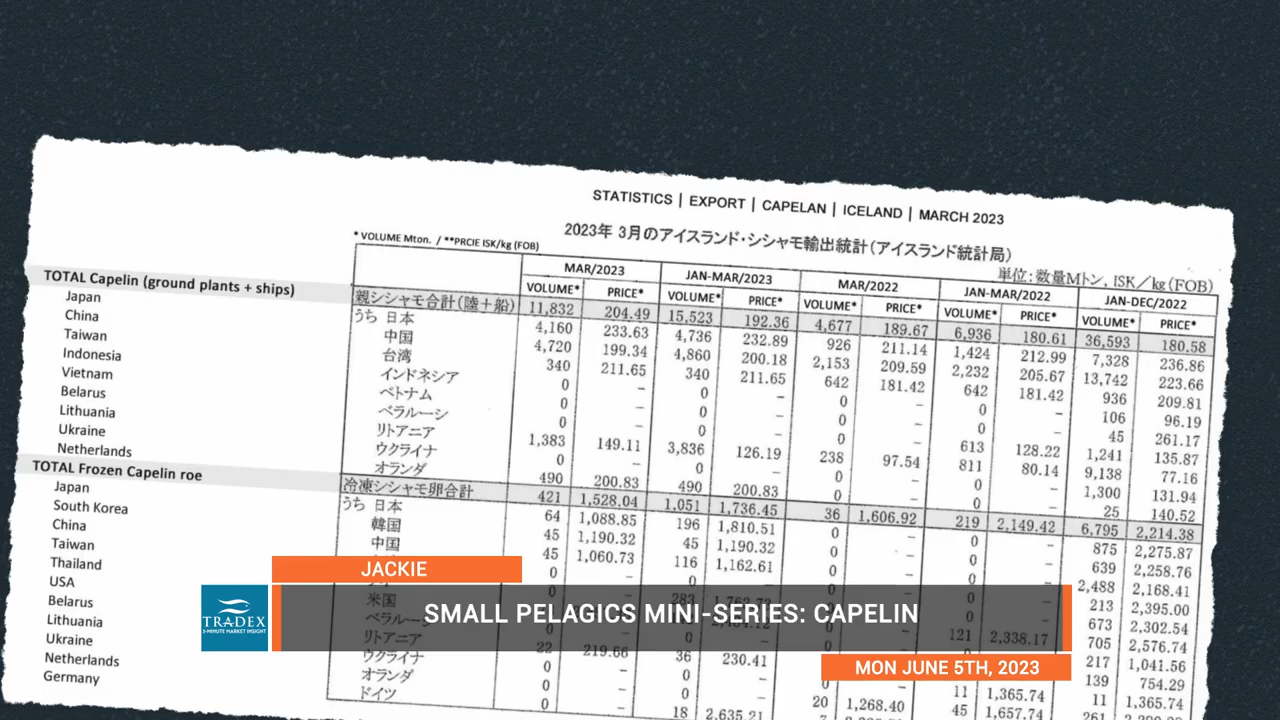 STATISTICS | EXPORT | CAPELAN | ICELAND | MARCH 2023
2023年 3月のアイスランド・シシャモ輸出統計(アイスランド統計局)
* VOLUME Mton. / **PRCIE ISK/kg (FOB)
単位:数量Mトン, ISK/kg(FOB)
MAR/2023 JAN-MAR/2023 MAR/2022 JAN-MAR/2022 JAN-DEC/2022
VOLUME* PRICE* VOLUME* PRICE* VOLUME* PRICE* VOLUME* PRICE* VOLUME* PRICE*
TOTAL Capelin (ground plants + ships) 親シシャモ合計(陸+船) 11,832 204.49 15,523 192.36 4,677 189.67 6,936 180.61 36,593 180.58
Japan うち 日本 4,160 233.63 4,736 232.89 926 211.14 1,424 212.99 7,328 236.86
China 中国 4,720 199.34 4,860 200.18 2,153 209.59 2,232 205.67 13,742 223.66
Taiwan 台湾 340 211.65 340 211.65 642 181.42 642 181.42 936 209.81
Indonesia インドネシア 0 – 0 – 0 – 0 – 106 96.19
Vietnam ベトナム 0 – 0 – 0 – 0 – 45 261.17
Belarus ベラルーシ 0 – 0 – 0 – 613 128.22 1,241 135.87
Lithuania リトアニア 1,383 149.11 3,836 126.19 238 97.54 811 80.14 9,138 77.16
Ukraine ウクライナ 0 – 0 – 0 – 0 – 1,300 131.94
Netherlands オランダ 490 200.83 490 200.83 0 – 0 – 25 140.52
TOTAL Frozen Capelin roe 冷凍シシャモ卵合計 421 1,528.04 1,051 1,736.45 36 1,606.92 219 2,149.42 6,795 2,214.38
Japan うち 日本 64 1,088.85 196 1,810.51 0 – 0 – 875 2,275.87
South Korea 韓国 45 1,190.32 45 1,190.32 0 – 0 – 639 2,258.76
China 中国 45 1,060.73 116 1,162.61 0 – 0 – 2,488 2,168.41
Taiwan 0 – 0 – 213 2,395.00
Thailand 0 283 673 2,302.54
USA 米国 705 2,576.74
Belarus ベラルーシ 121 2,338.17 217 1,041.56
Lithuania リトアニア 22 219.66 36 230.41 139 754.29
Ukraine ウクライナ 0 – 11 1,365.74 11 1,365.74
Netherlands オランダ 0 – 20 1,268.40 45 1,657.74
Germany ドイツ 0 18 2,635.21
JACKIE
TRADEX
3-MINUTE MARKET INSIGHT
SMALL PELAGICS MINI-SERIES: CAPELIN
MON JUNE 5TH, 2023